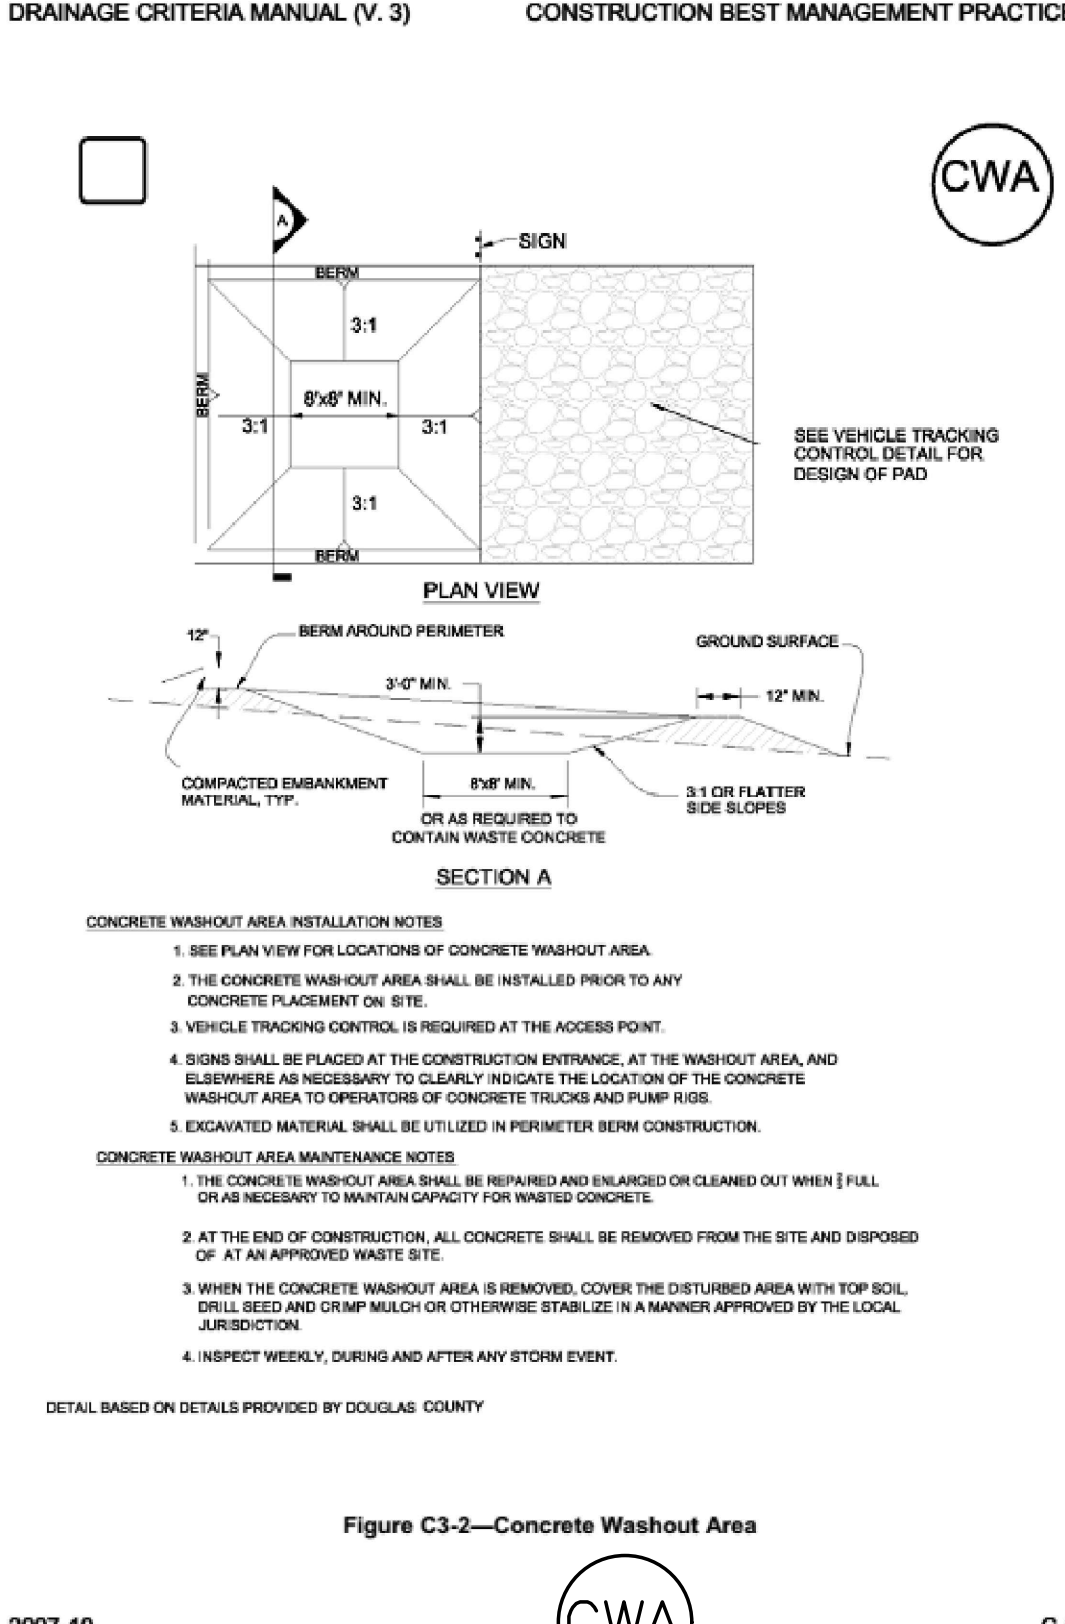 DRAINAGE CRITERIA MANUAL (V. 3)
CONSTRUCTION BEST MANAGEMENT PRACTICE
CWA
A
SIGN
BERM
3:1
BERM
8'x8' MIN.
3:1
3:1
SEE VEHICLE TRACKING
CONTROL DETAIL FOR
DESIGN OF PAD
3:1
BERM
PLAN VIEW
12"
BERM AROUND PERIMETER
GROUND SURFACE
3'-0" MIN.
12" MIN.
COMPACTED EMBANKMENT
MATERIAL, TYP.
8'x8' MIN.
3:1 OR FLATTER
SIDE SLOPES
OR AS REQUIRED TO
CONTAIN WASTE CONCRETE
SECTION A
CONCRETE WASHOUT AREA INSTALLATION NOTES
1. SEE PLAN VIEW FOR LOCATIONS OF CONCRETE WASHOUT AREA.
2. THE CONCRETE WASHOUT AREA SHALL BE INSTALLED PRIOR TO ANY
CONCRETE PLACEMENT ON SITE.
3. VEHICLE TRACKING CONTROL IS REQUIRED AT THE ACCESS POINT.
4. SIGNS SHALL BE PLACED AT THE CONSTRUCTION ENTRANCE, AT THE WASHOUT AREA, AND
ELSEWHERE AS NECESSARY TO CLEARLY INDICATE THE LOCATION OF THE CONCRETE
WASHOUT AREA TO OPERATORS OF CONCRETE TRUCKS AND PUMP RIGS.
5. EXCAVATED MATERIAL SHALL BE UTILIZED IN PERIMETER BERM CONSTRUCTION.
CONCRETE WASHOUT AREA MAINTENANCE NOTES
1. THE CONCRETE WASHOUT AREA SHALL BE REPAIRED AND ENLARGED OR CLEANED OUT WHEN FULL
OR AS NECESARY TO MAINTAIN CAPACITY FOR WASTED CONCRETE.
2. AT THE END OF CONSTRUCTION, ALL CONCRETE SHALL BE REMOVED FROM THE SITE AND DISPOSED
OF AT AN APPROVED WASTE SITE.
3. WHEN THE CONCRETE WASHOUT AREA IS REMOVED, COVER THE DISTURBED AREA WITH TOP SOIL,
DRILL SEED AND CRIMP MULCH OR OTHERWISE STABILIZE IN A MANNER APPROVED BY THE LOCAL
JURISDICTION.
4. INSPECT WEEKLY, DURING AND AFTER ANY STORM EVENT.
DETAIL BASED ON DETAILS PROVIDED BY DOUGLAS COUNTY
Figure C3-2—Concrete Washout Area
CWA